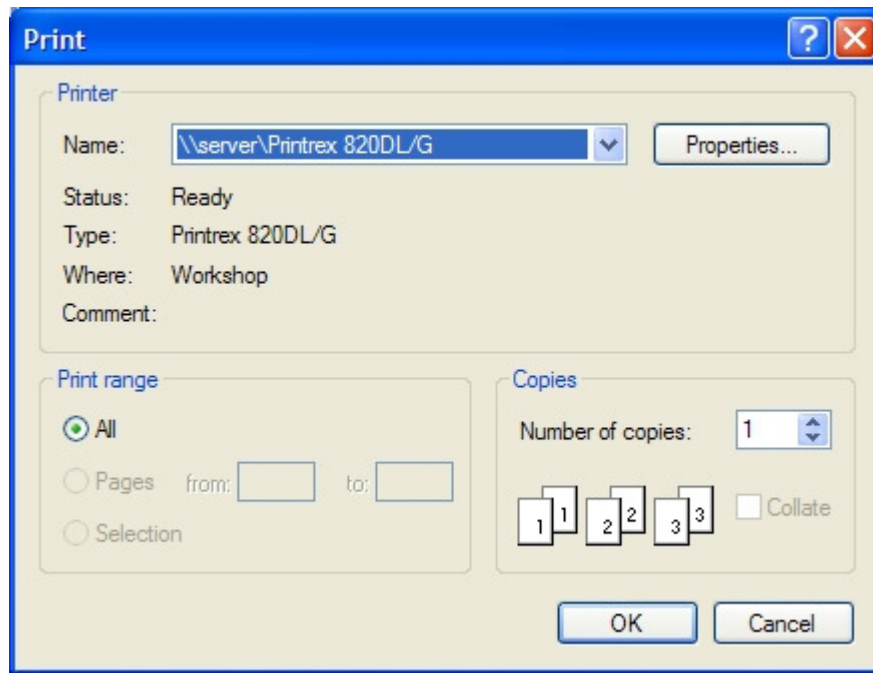 Print
Printer
Name: \\server\Printrex 820DL/G Properties...
Status: Ready
Type: Printrex 820DL/G
Where: Workshop
Comment:
Print range
All
Pages from: to:
Selection
Copies
Number of copies: 1
1 1 2 2 3 3 Collate
OK Cancel